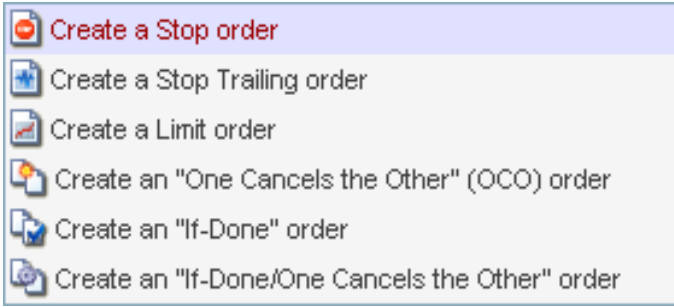 Create a Stop order
Create a Stop Trailing order
Create a Limit order
Create an "One Cancels the Other" (OCO) order
Create an "If-Done" order
Create an "If-Done/One Cancels the Other" order